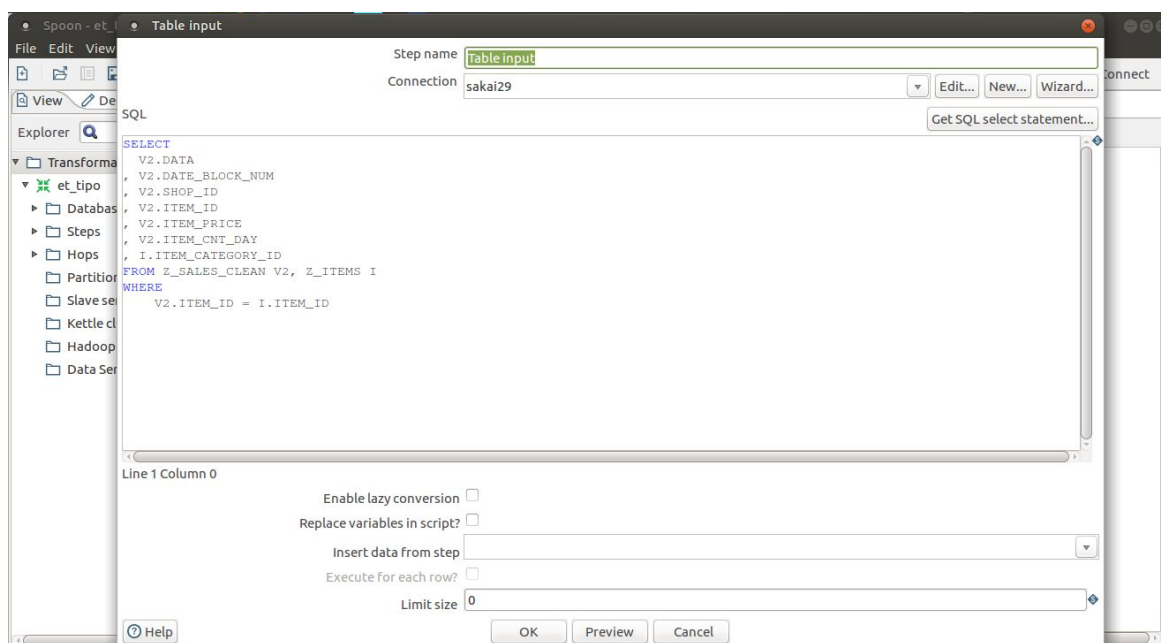 Spoon - et_
Table input
File Edit View
Step name Table input
Connection sakai29
Edit... New... Wizard...
onnect
View De
SQL
Get SQL select statement...
Explorer
SELECT
V2.DATA
, V2.DATE_BLOCK_NUM
, V2.SHOP_ID
, V2.ITEM_ID
, V2.ITEM_PRICE
, V2.ITEM_CNT_DAY
, I.ITEM_CATEGORY_ID
FROM Z_SALES_CLEAN V2, Z_ITEMS I
WHERE
V2.ITEM_ID = I.ITEM_ID
Transforma
et_tipo
Databas
Steps
Hops
Partition
Slave se
Kettle cl
Hadoop
Data Ser
Line 1 Column 0
Enable lazy conversion
Replace variables in script?
Insert data from step
Execute for each row?
Limit size 0
Help
OK Preview Cancel